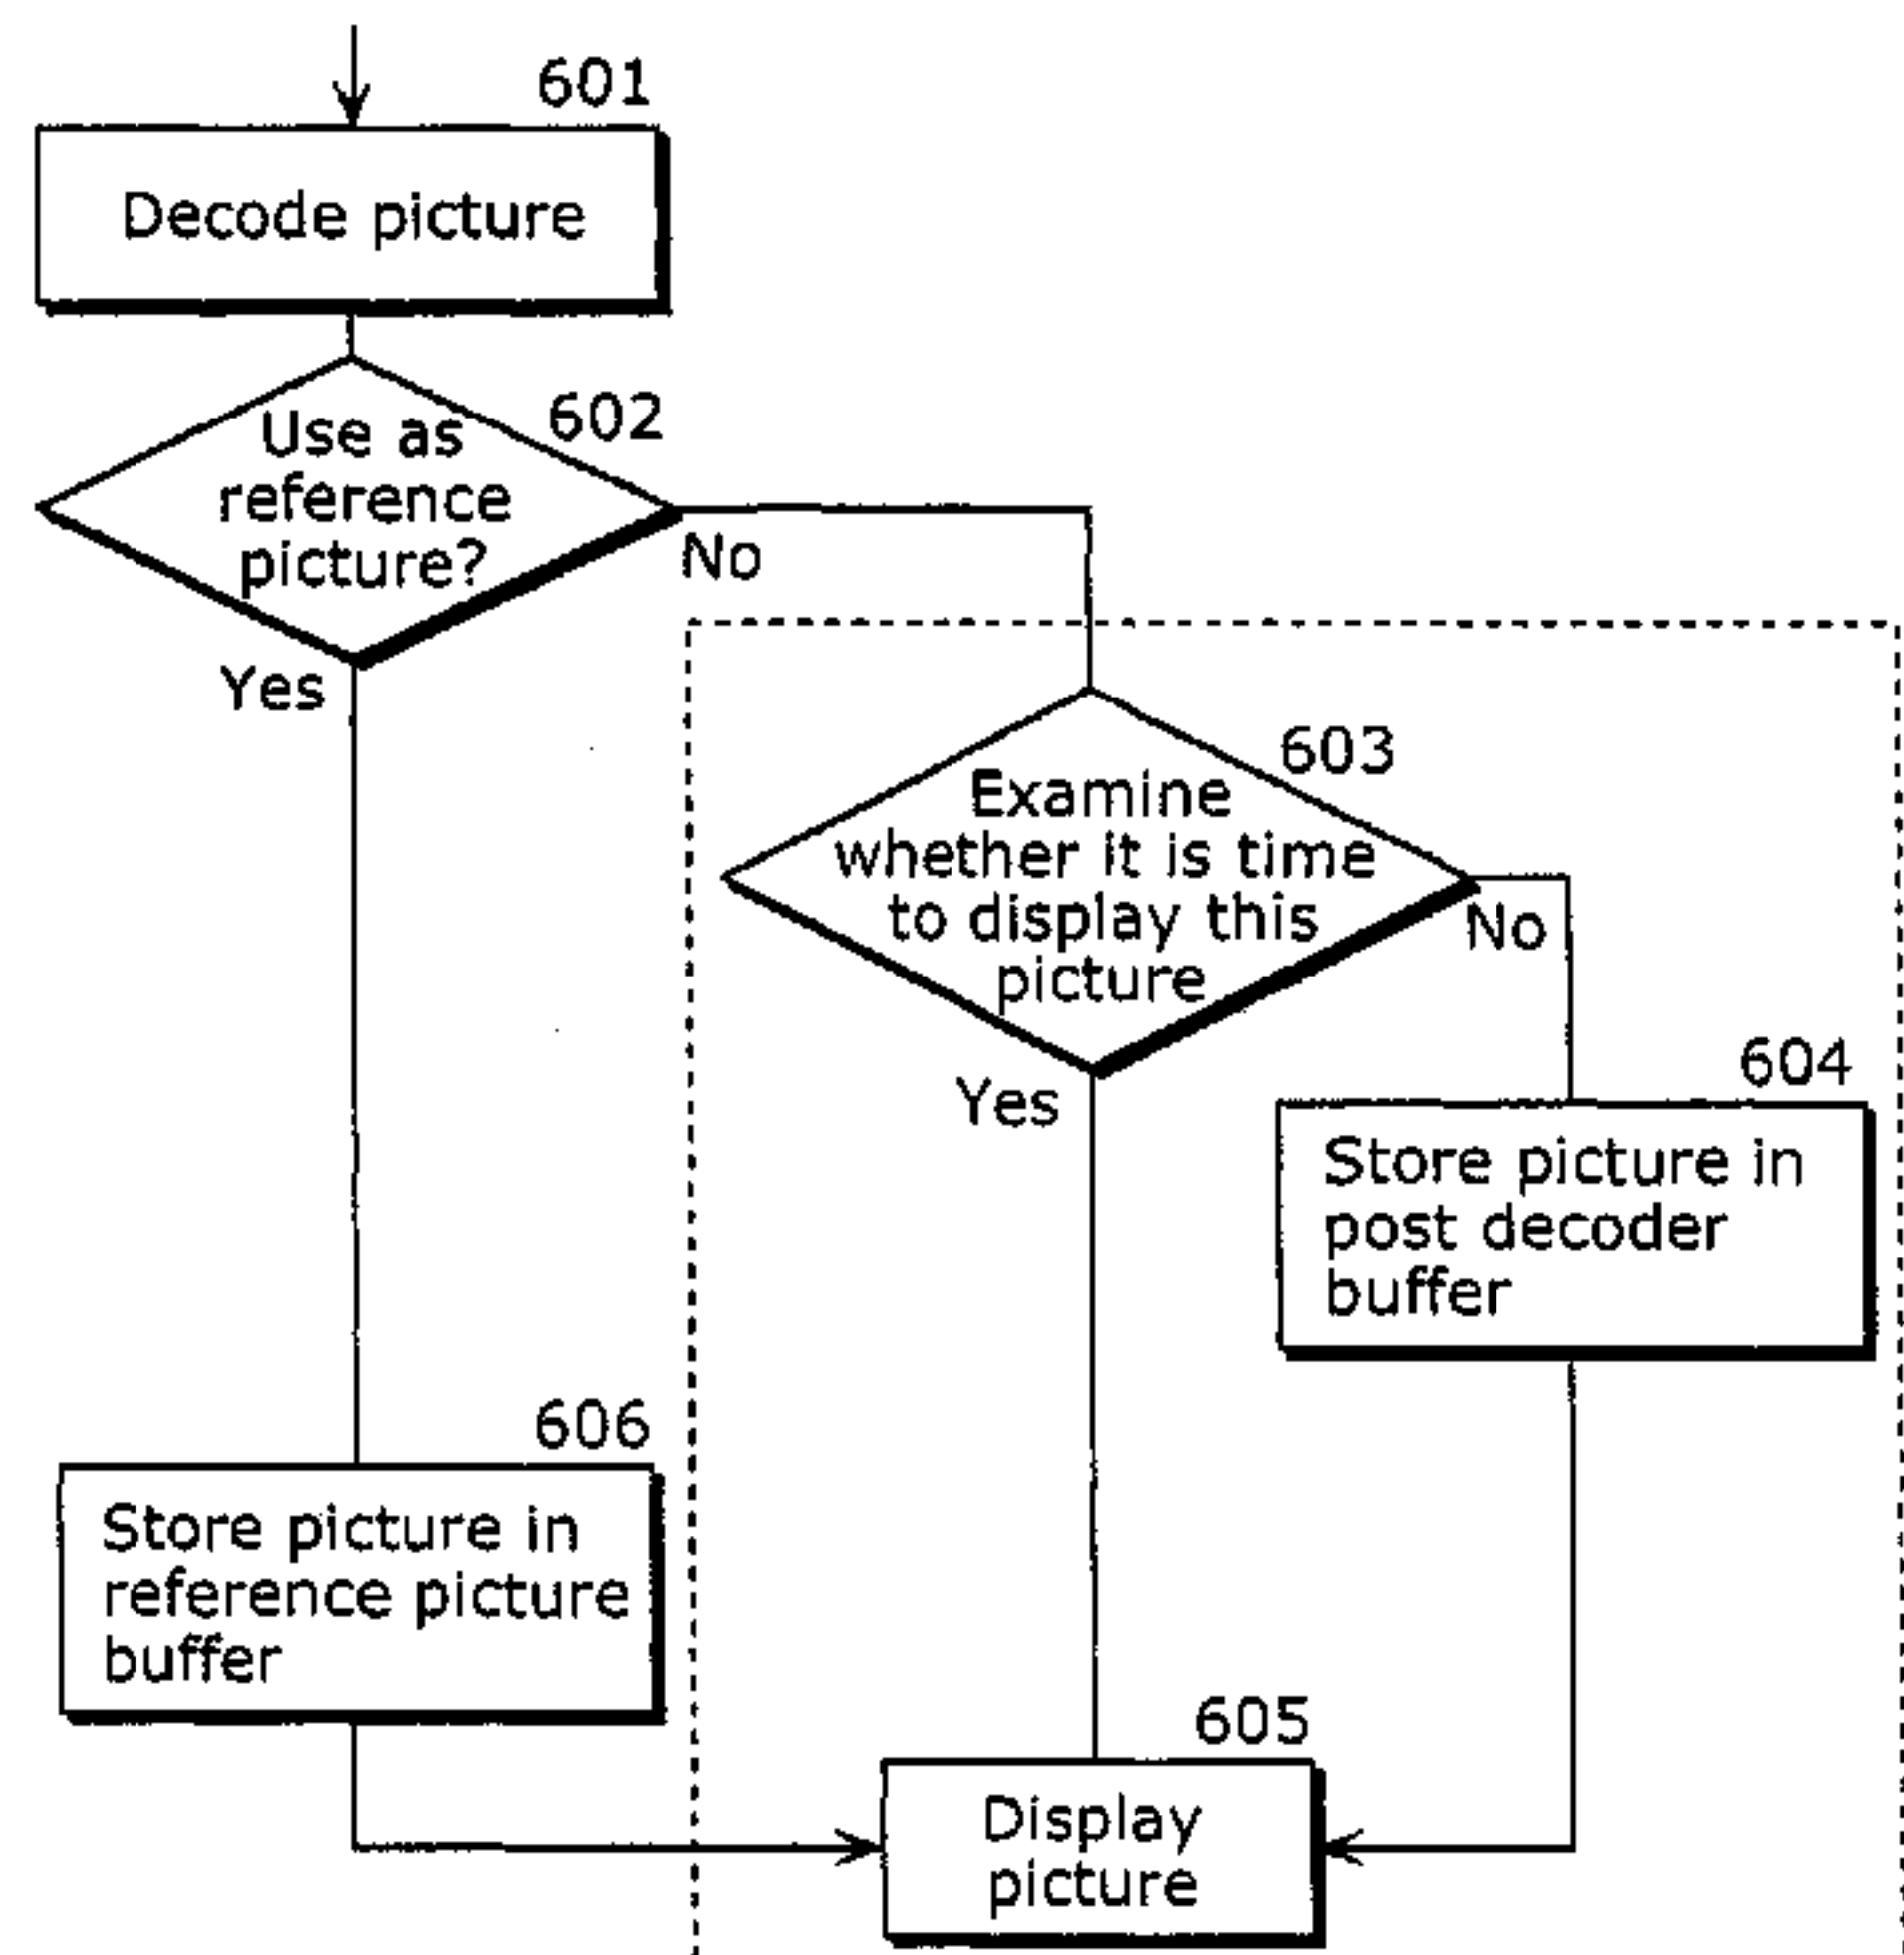 601
Decode picture
602
Use as
reference
picture?
No
Yes
603
Examine
whether it is time
to display this
picture
No
Yes
604
Store picture in
post decoder
buffer
606
Store picture in
reference picture
buffer
605
Display
picture